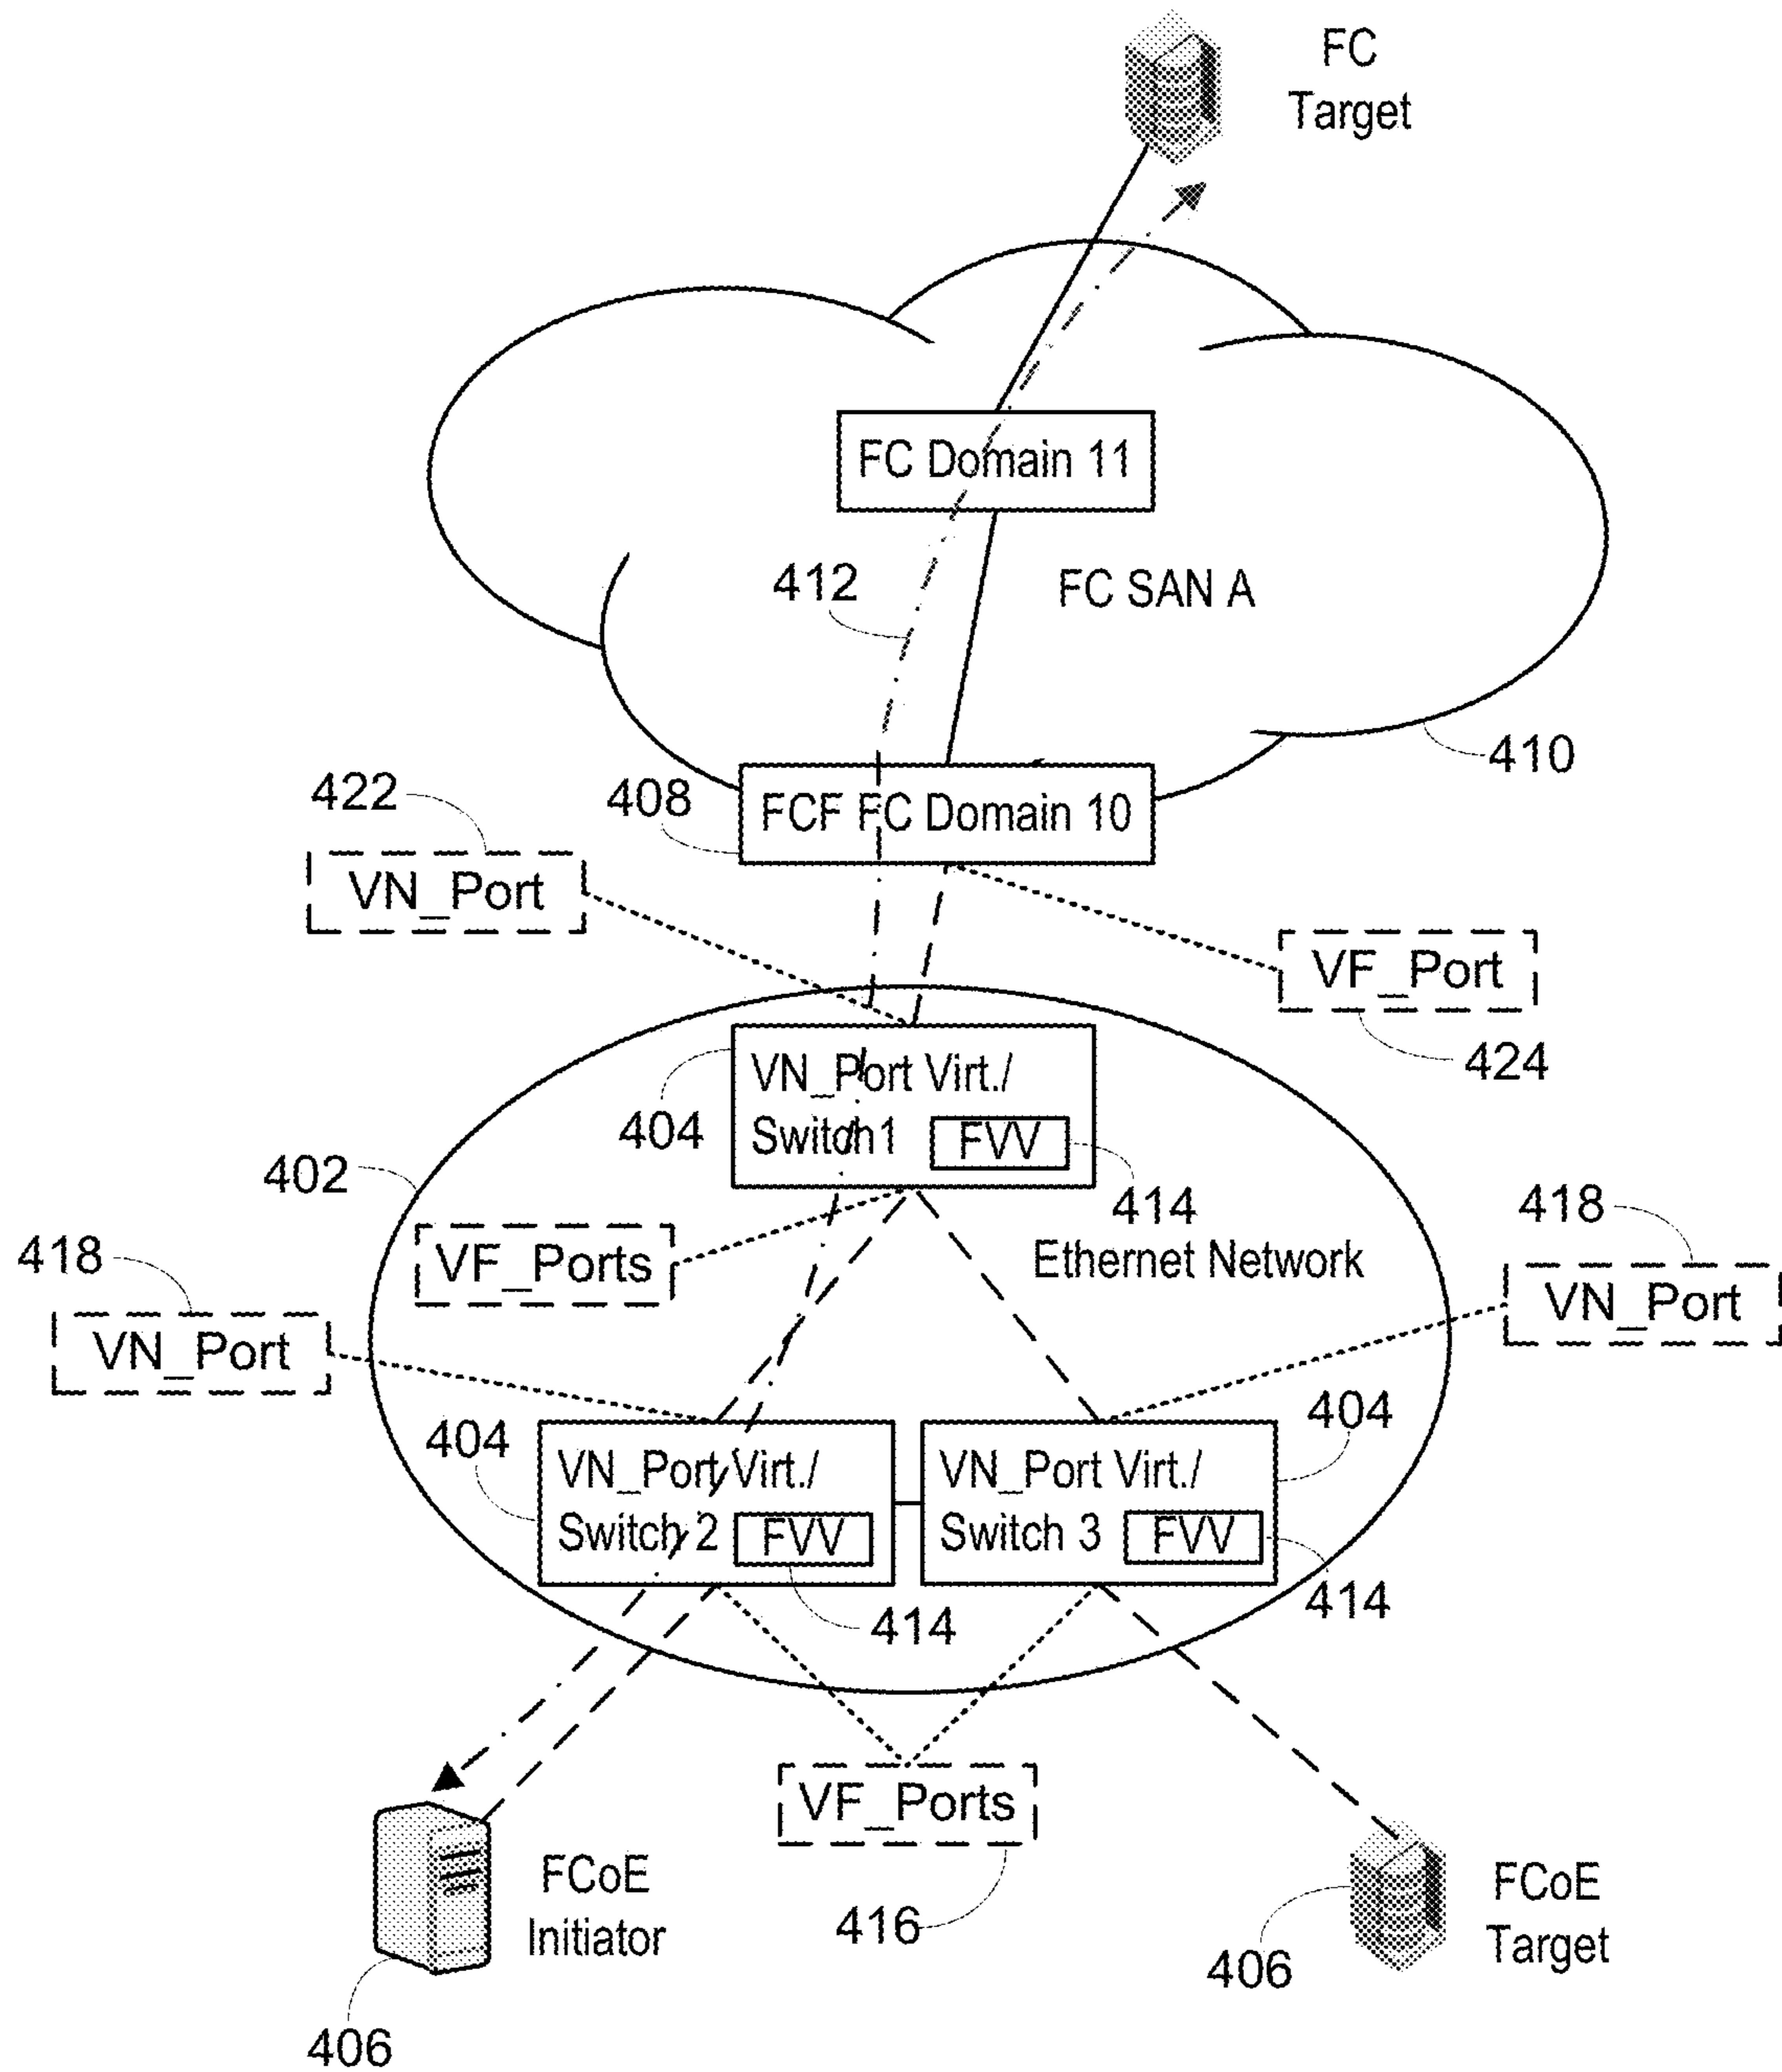 FC
Target
FC Domain 11
412
FC SAN A
410
422
408
FCF FC Domain 10
VN_Port
VF_Port
424
VN_Port Virt./
Switch1
FVV
404
402
414
418
418
VF_Ports
Ethernet Network
VN_Port
VN_Port
404
404
VN_Port Virt./
Switch 2
FVV
VN_Port Virt./
Switch 3
FVV
414
414
VF_Ports
FCoE
Initiator
416
FCoE
Target
406
406